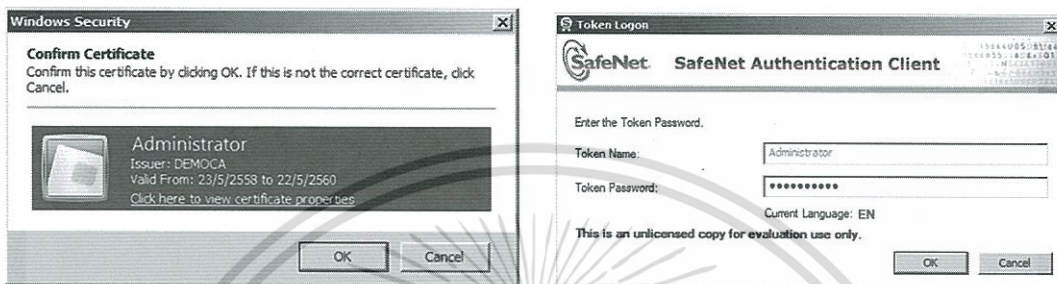 Windows Security
Confirm Certificate
Confirm this certificate by clicking OK. If this is not the correct certificate, click
Cancel.
Administrator
Issuer: DEMOCA
Valid From: 23/5/2558 to 22/5/2560
Click here to view certificate properties
OK Cancel
Token Logon
SafeNet. SafeNet Authentication Client
Enter the Token Password.
Token Name: Administrator
Token Password: ••••••••••
Current Language: EN
This is an unlicensed copy for evaluation use only.
OK Cancel